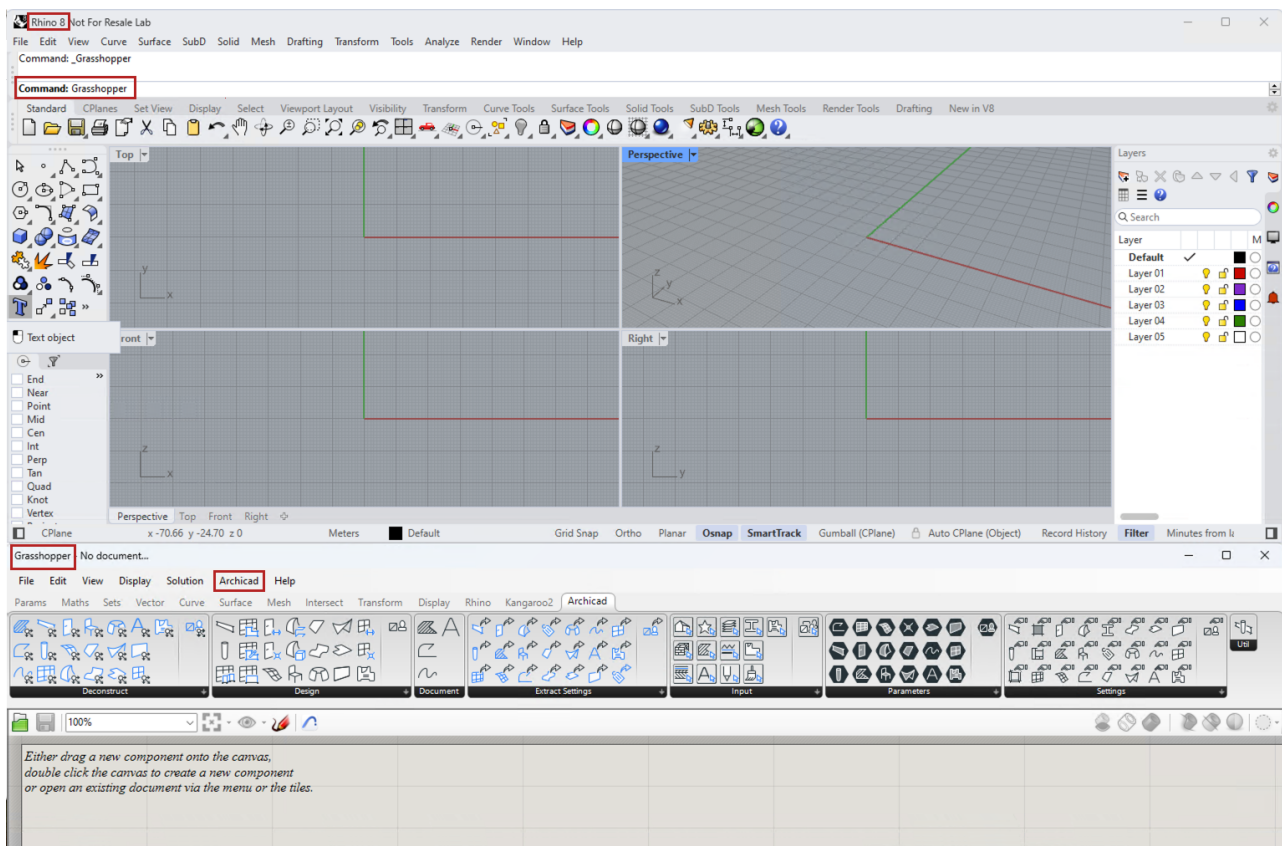 Rhino 8 Not For Resale Lab
File Edit View Curve Surface SubD Solid Mesh Drafting Transform Tools Analyze Render Window Help
Command: _Grasshopper
Command: Grasshopper
Standard CPlanes Set View Display Select Viewport Layout Visibility Transform Curve Tools Surface Tools Solid Tools SubD Tools Mesh Tools Render Tools Drafting New in V8
Top
Perspective
Layers
Search
Layer M
Default
Layer 01
Layer 02
Layer 03
Layer 04
Layer 05
y
x
z
y
x
Text object
ront
Right
End
Near
Point
Mid
Cen
Int
Perp
Tan
Quad
Knot
Vertex
z
x
z
y
Perspective Top Front Right
CPlane x -70.66 y -24.70 z 0 Meters Default Grid Snap Ortho Planar Osnap SmartTrack Gumball (CPlane) Auto CPlane (Object) Record History Filter Minutes from
Grasshopper - No document...
File Edit View Display Solution Archicad Help
Params Maths Sets Vector Curve Surface Mesh Intersect Transform Display Rhino Kangaroo2 Archicad
Deconstruct Design Document Extract Settings Input Parameters Settings Util
100%
Either drag a new component onto the canvas,
double click the canvas to create a new component
or open an existing document via the menu or the tiles.